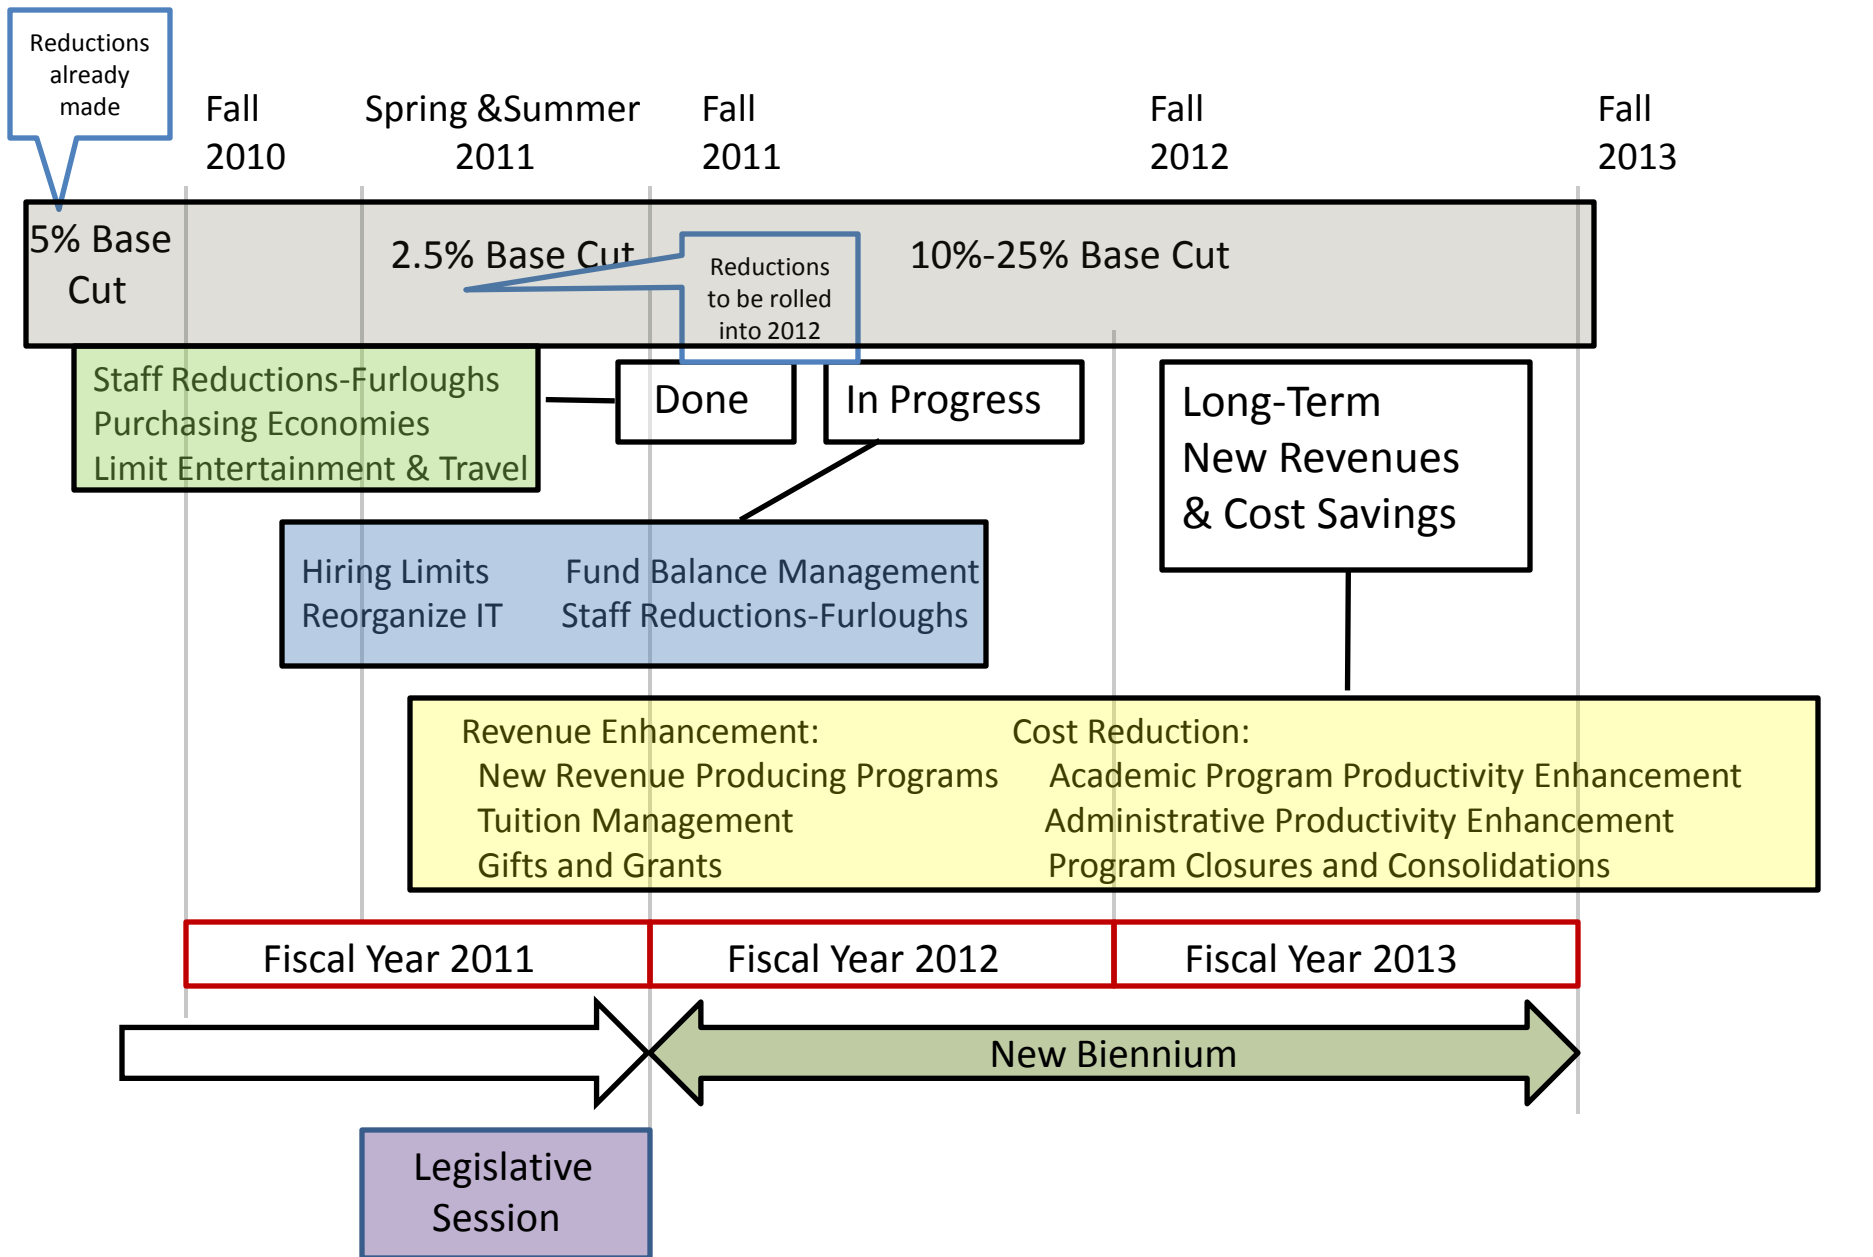 Reductions
already
made
Fall
2010
Spring &Summer
2011
Fall
2011
Fall
2012
Fall
2013
5% Base
Cut
2.5% Base Cut
Reductions
to be rolled
into 2012
10%-25% Base Cut
Staff Reductions-Furloughs
Purchasing Economies
Limit Entertainment & Travel
Done
In Progress
Long-Term
New Revenues
& Cost Savings
Hiring Limits Fund Balance Management
Reorganize IT Staff Reductions-Furloughs
Revenue Enhancement: Cost Reduction:
New Revenue Producing Programs Academic Program Productivity Enhancement
Tuition Management Administrative Productivity Enhancement
Gifts and Grants Program Closures and Consolidations
Fiscal Year 2011 Fiscal Year 2012 Fiscal Year 2013
New Biennium
Legislative
Session